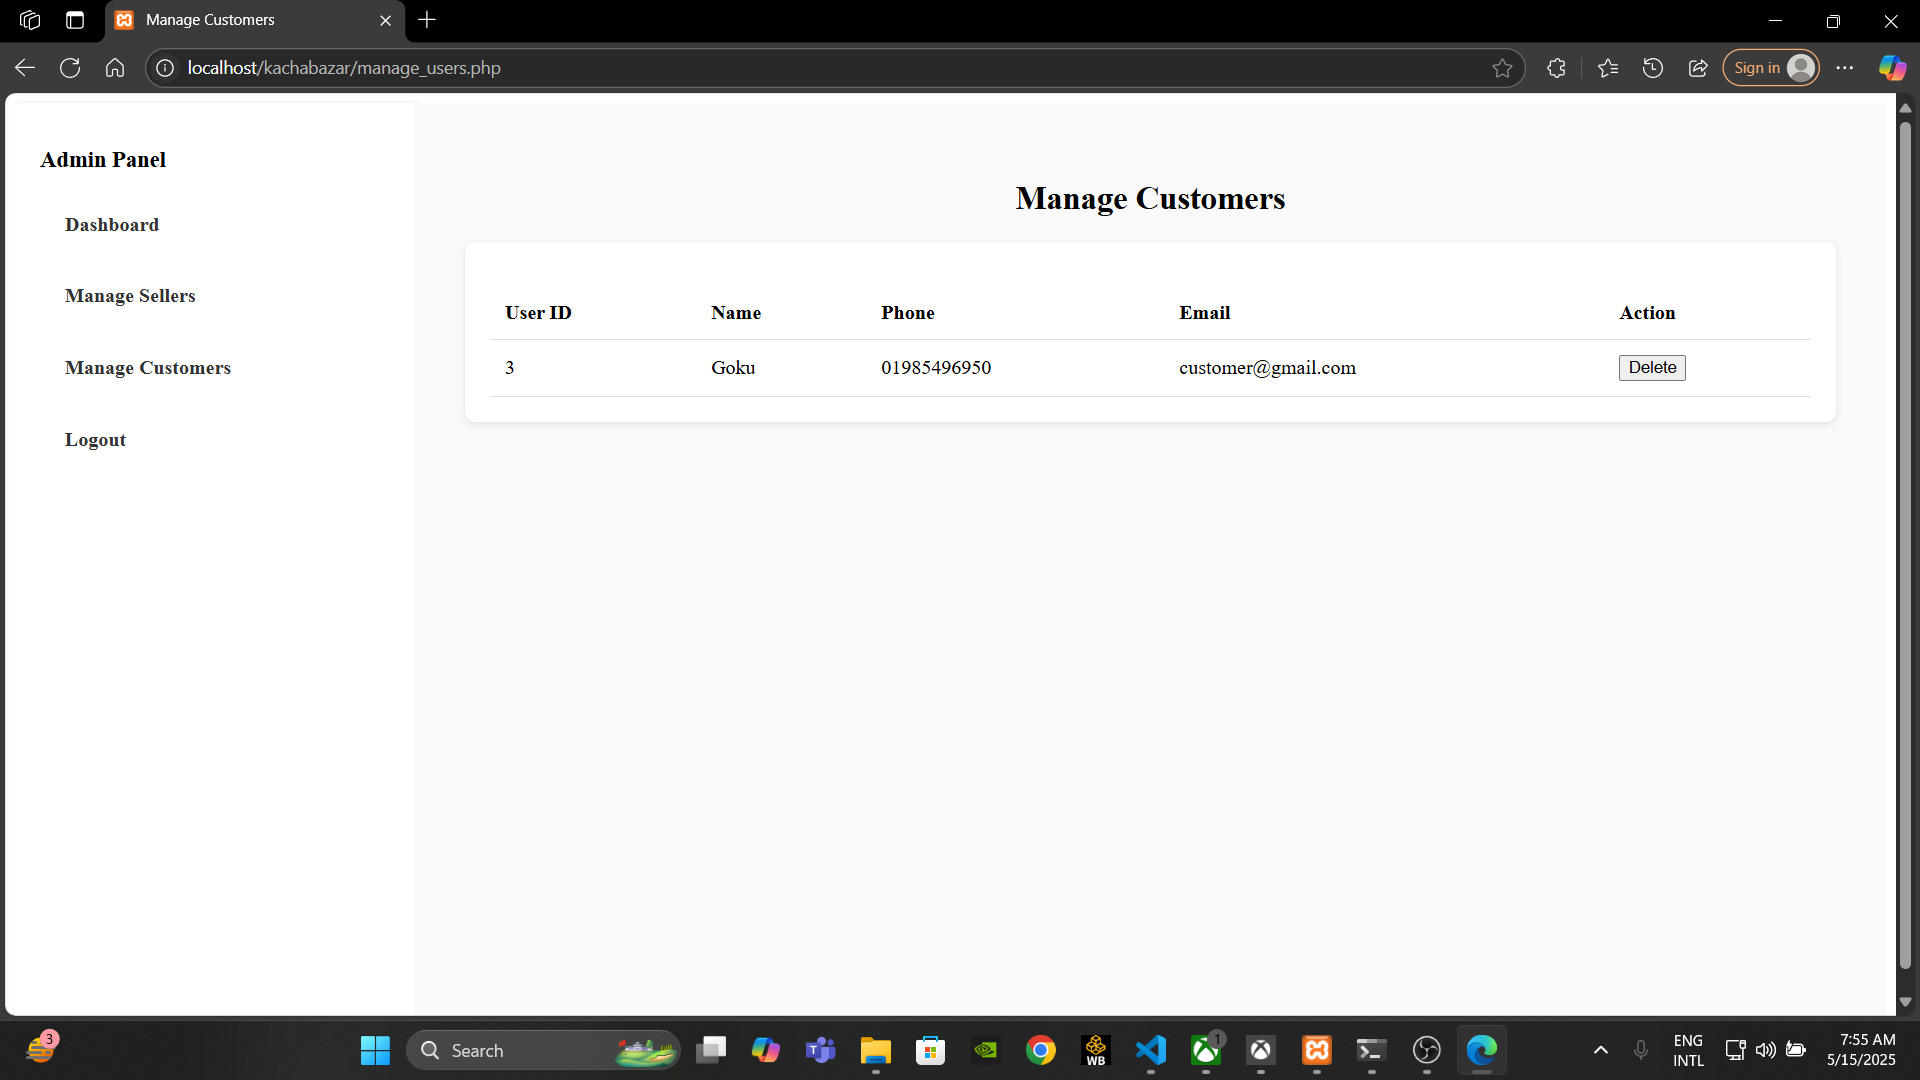 Manage Customers
localhost/kachabazar/manage_users.php
Sign in
Admin Panel
Dashboard
Manage Sellers
Manage Customers
Logout
Manage Customers
User ID Name Phone Email Action
3 Goku 01985496950 customer@gmail.com Delete
3
Search
T
WB
1
ENG
INTL
7:55 AM
5/15/2025